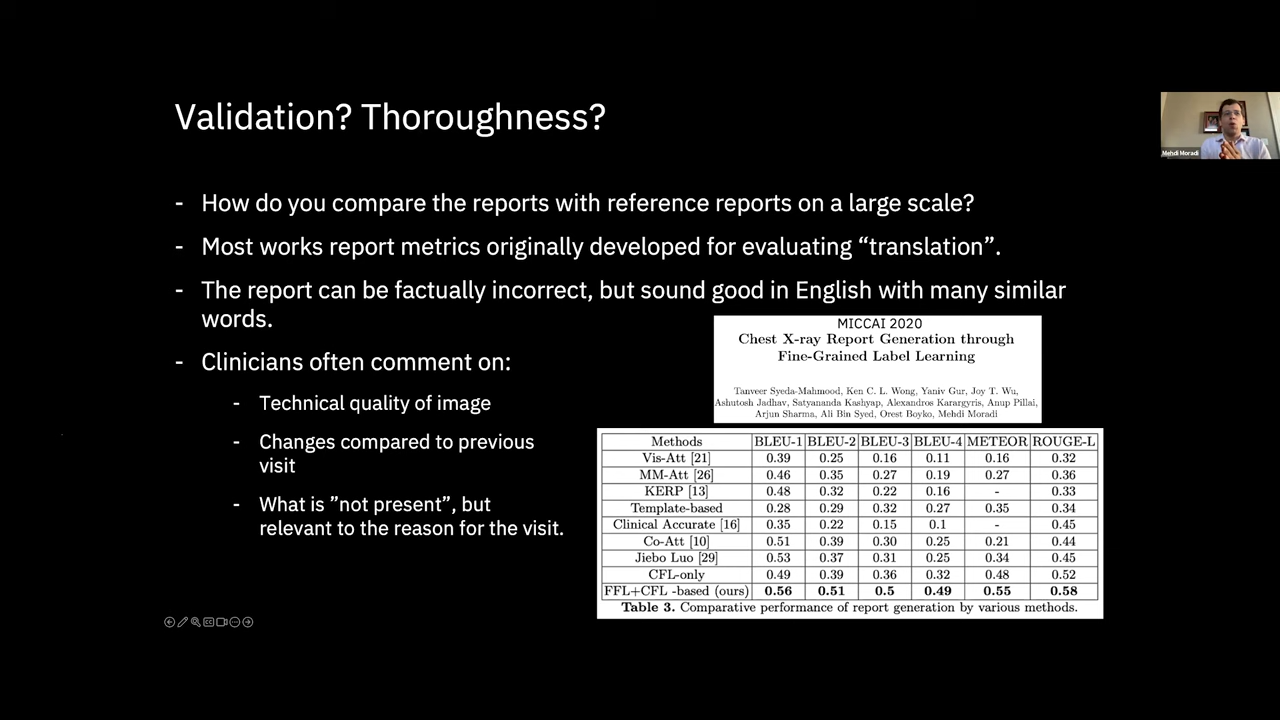 Validation? Thoroughness?
Mehdi Moradi
- How do you compare the reports with reference reports on a large scale?
- Most works report metrics originally developed for evaluating “translation”.
- The report can be factually incorrect, but sound good in English with many similar
words.
- Clinicians often comment on:
- Technical quality of image
- Changes compared to previous
visit
- What is ”not present”, but
relevant to the reason for the visit.
MICCAI 2020
Chest X-ray Report Generation through
Fine-Grained Label Learning
Tanveer Syeda-Mahmood, Ken C. L. Wong, Yaniv Gur, Joy T. Wu,
Ashutosh Jadhav, Satyananda Kashyap, Alexandros Karargyris, Anup Pillai,
Arjun Sharma, Ali Bin Syed, Orest Boyko, Mehdi Moradi
Methods BLEU-1 BLEU-2 BLEU-3 BLEU-4 METEOR ROUGE-L
Vis-Att [21] 0.39 0.25 0.16 0.11 0.16 0.32
MM-Att [26] 0.46 0.35 0.27 0.19 0.27 0.36
KERP [13] 0.48 0.32 0.22 0.16 - 0.33
Template-based 0.28 0.29 0.32 0.27 0.35 0.34
Clinical Accurate [16] 0.35 0.22 0.15 0.1 - 0.45
Co-Att [10] 0.51 0.39 0.30 0.25 0.21 0.44
Jiebo Luo [29] 0.53 0.37 0.31 0.25 0.34 0.45
CFL-only 0.49 0.39 0.36 0.32 0.48 0.52
FFL+CFL -based (ours) 0.56 0.51 0.5 0.49 0.55 0.58
Table 3. Comparative performance of report generation by various methods.